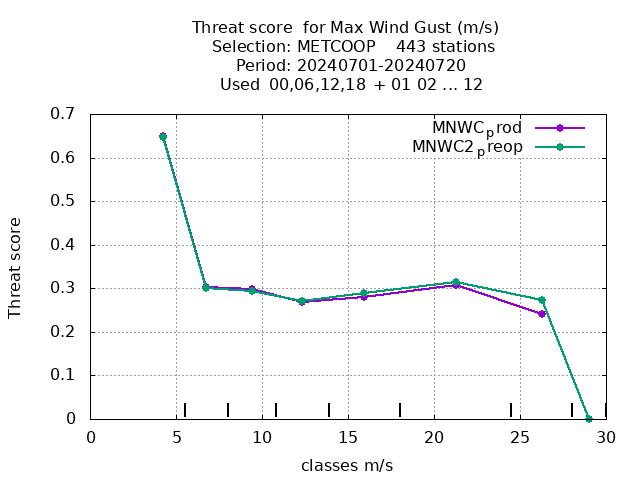 Threat score  for Max Wind Gust (m/s)
Selection: METCOOP    443 stations
Period: 20240701-20240720
Used  00,06,12,18  + 01 02 ... 12
MNWC_prod
MNWC2_preop
Threat score
0.7
0.6
0.5
0.4
0.3
0.2
0.1
0
0 5 10 15 20 25 30
classes m/s